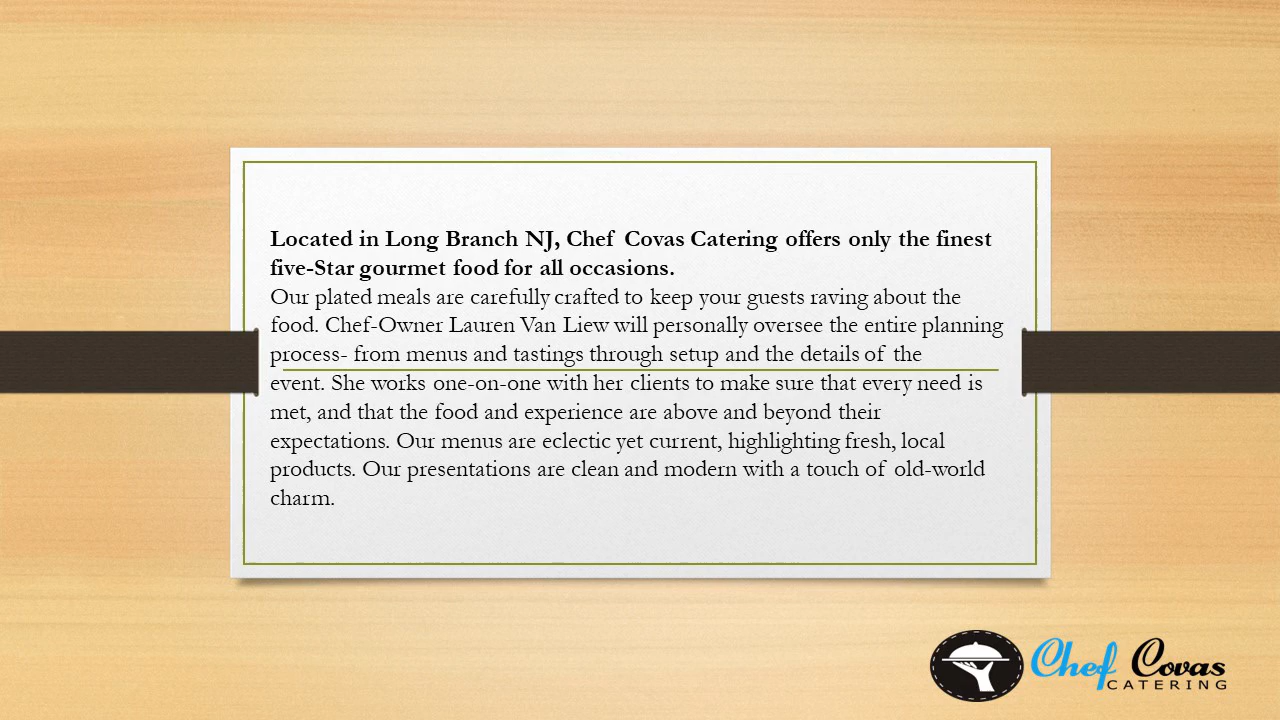 Located in Long Branch NJ, Chef Covas Catering offers only the finest
five-Star gourmet food for all occasions.
Our plated meals are carefully crafted to keep your guests raving about the
food. Chef-Owner Lauren Van Liew will personally oversee the entire planning
process- from menus and tastings through setup and the details of the
event. She works one-on-one with her clients to make sure that every need is
met, and that the food and experience are above and beyond their
expectations. Our menus are eclectic yet current, highlighting fresh, local
products. Our presentations are clean and modern with a touch of old-world
charm.
Chef Covas
CATERING